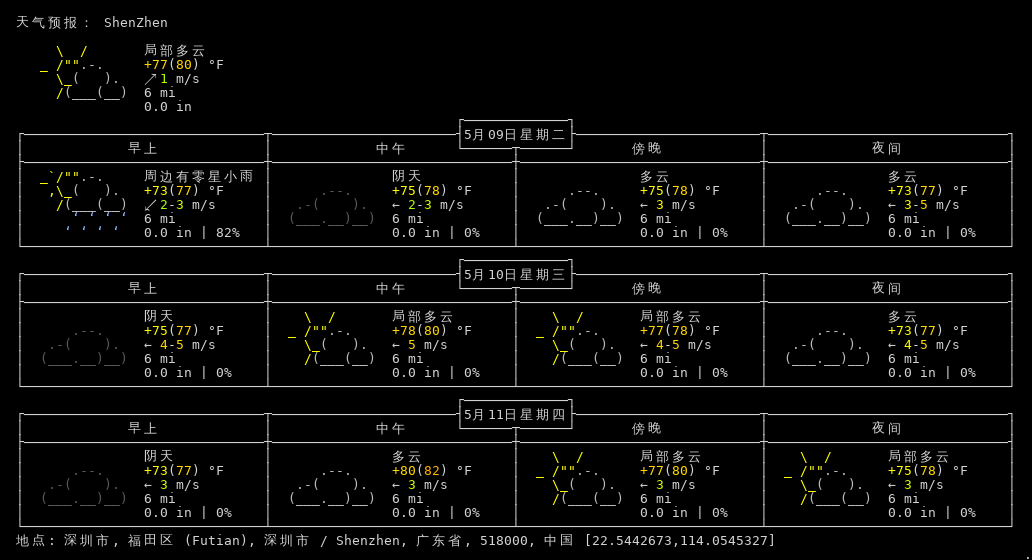 天气预报： ShenZhen
局部多云
+77(80) °F
↗ 1 m/s
6 mi
0.0 in
5月09日星期二
早上 中午 傍晚 夜间
周边有零星小雨 阴天 多云 多云
+73(77) °F +75(78) °F +75(78) °F +73(77) °F
↙ 2-3 m/s ← 2-3 m/s ← 3 m/s ← 3-5 m/s
6 mi 6 mi 6 mi 6 mi
0.0 in | 82% 0.0 in | 0% 0.0 in | 0% 0.0 in | 0%
5月10日星期三
早上 中午 傍晚 夜间
阴天 局部多云 局部多云 多云
+75(77) °F +78(80) °F +77(78) °F +73(77) °F
← 4-5 m/s ← 5 m/s ← 4-5 m/s ← 4-5 m/s
6 mi 6 mi 6 mi 6 mi
0.0 in | 0% 0.0 in | 0% 0.0 in | 0% 0.0 in | 0%
5月11日星期四
早上 中午 傍晚 夜间
阴天 多云 局部多云 局部多云
+73(77) °F +80(82) °F +77(80) °F +75(78) °F
← 3 m/s ← 3 m/s ← 3 m/s ← 3 m/s
6 mi 6 mi 6 mi 6 mi
0.0 in | 0% 0.0 in | 0% 0.0 in | 0% 0.0 in | 0%
地点: 深圳市, 福田区 (Futian), 深圳市 / Shenzhen, 广东省, 518000, 中国 [22.5442673,114.0545327]